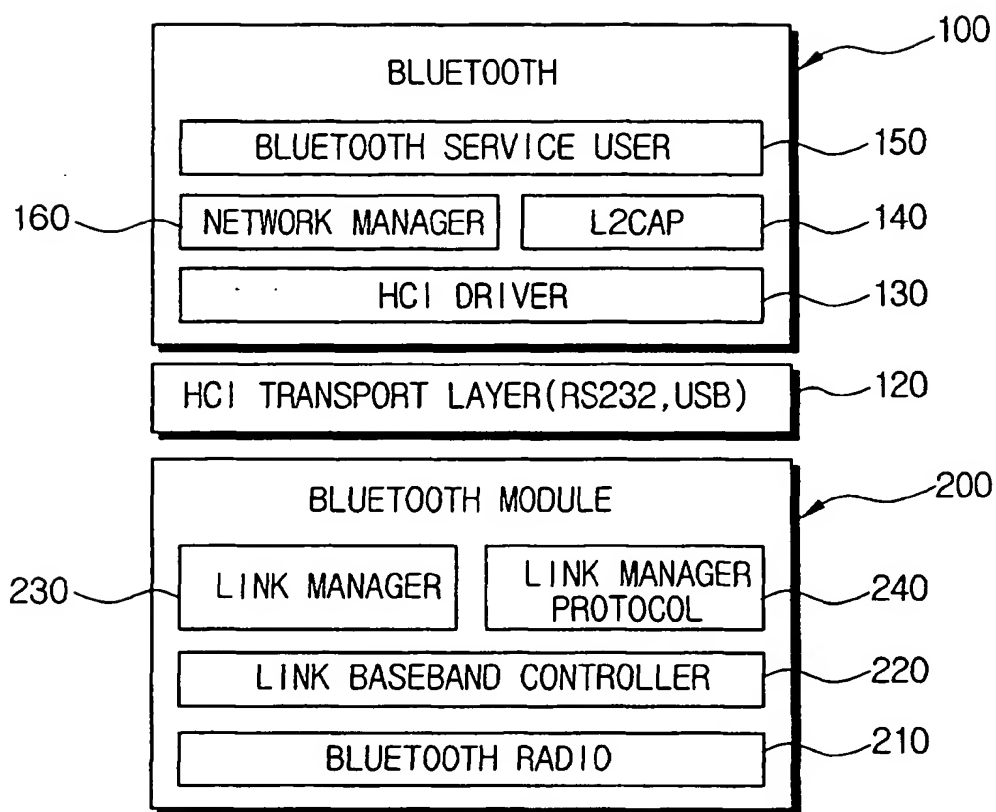 100
BLUETOOTH
BLUETOOTH SERVICE USER
150
160
NETWORK MANAGER
L2CAP
140
HCI DRIVER
130
HCI TRANSPORT LAYER(RS232,USB)
120
200
BLUETOOTH MODULE
230
LINK MANAGER
LINK MANAGER
PROTOCOL
240
LINK BASEBAND CONTROLLER
220
BLUETOOTH RADIO
210